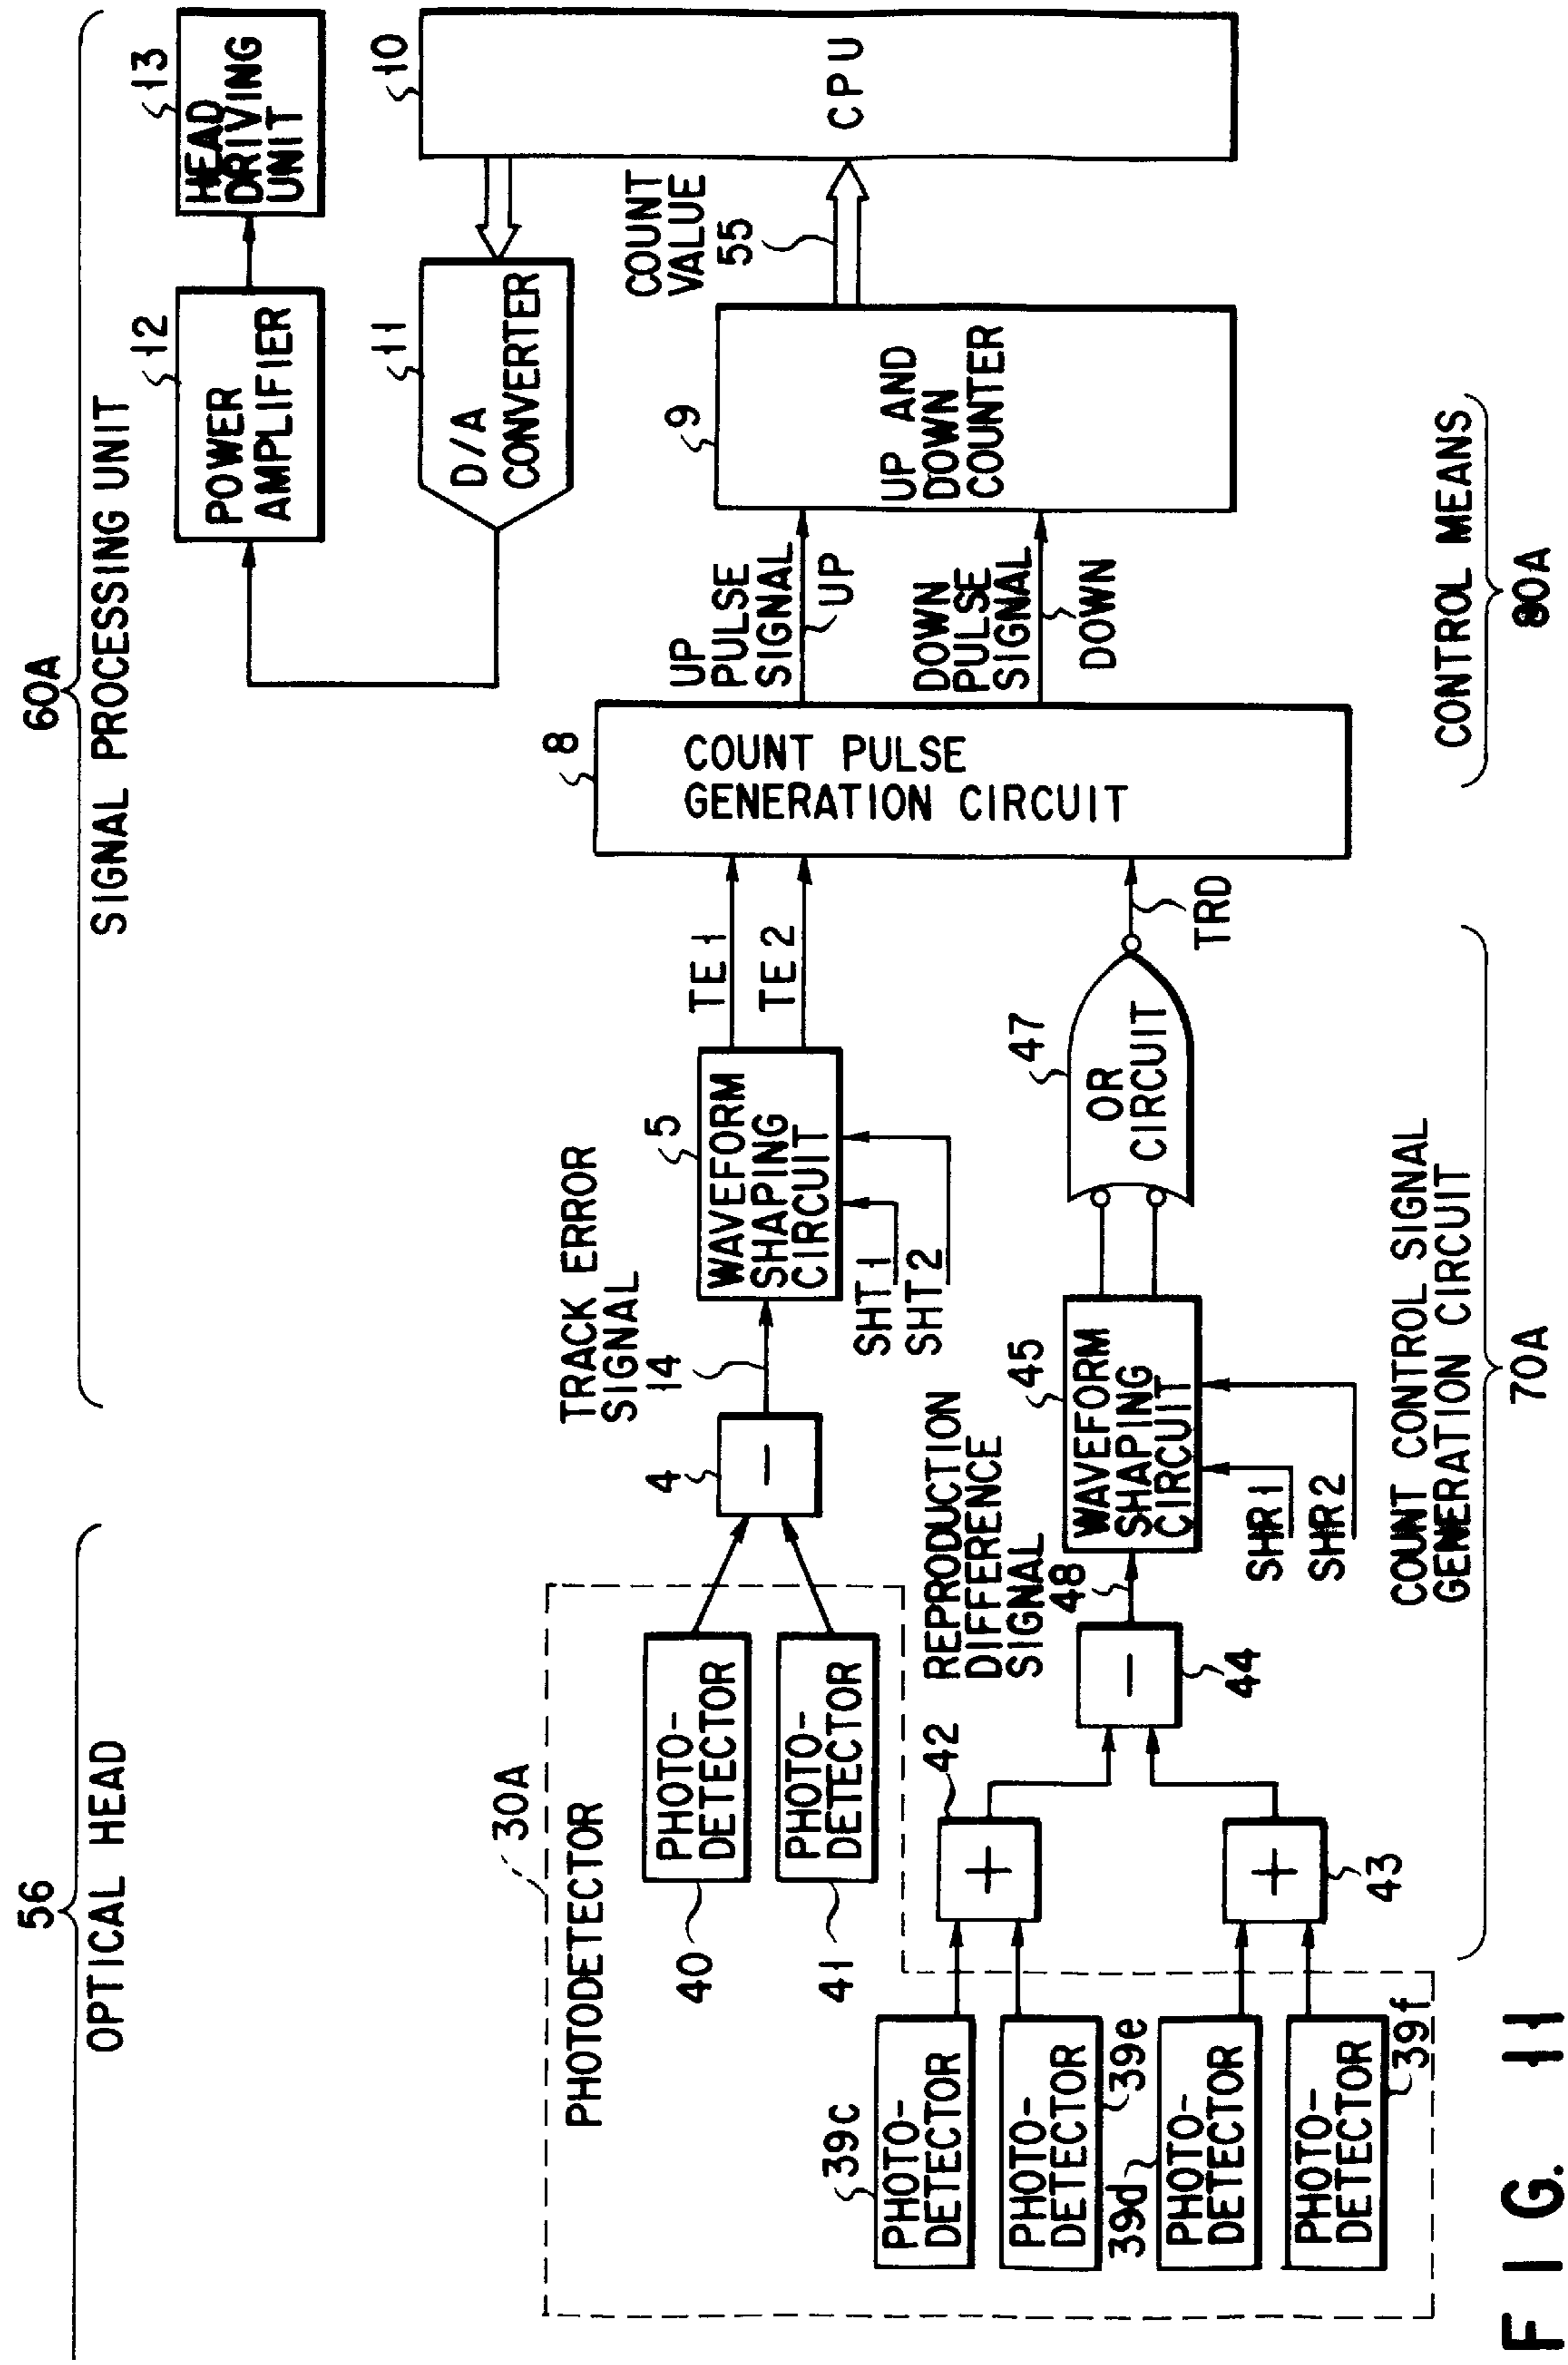 56
OPTICAL HEAD
60A
SIGNAL PROCESSING UNIT
30A
PHOTODETECTOR
PHOTO-
DETECTOR
40
PHOTO-
DETECTOR
41
4
−
TRACK ERROR
SIGNAL
14
5
WAVEFORM
SHAPING
CIRCUIT
SHT1
SHT2
TE1
TE2
8
COUNT PULSE
GENERATION CIRCUIT
UP
PULSE
SIGNAL
UP
DOWN
PULSE
SIGNAL
DOWN
9
UP AND
DOWN
COUNTER
COUNT
VALUE
55
10
CPU
11
D/A
CONVERTER
12
POWER
AMPLIFIER
13
HEAD
DRIVING
UNIT
39c
PHOTO-
DETECTOR
PHOTO-
DETECTOR
39e
39d
PHOTO-
DETECTOR
PHOTO-
DETECTOR
39f
42
+
+
43
−
44
REPRODUCTION
DIFFERENCE
SIGNAL
48
45
WAVEFORM
SHAPING
CIRCUIT
SHR1
SHR2
47
OR
CIRCUIT
TRD
COUNT CONTROL SIGNAL
GENERATION CIRCUIT
70A
CONTROL MEANS
80A
FIG. 11